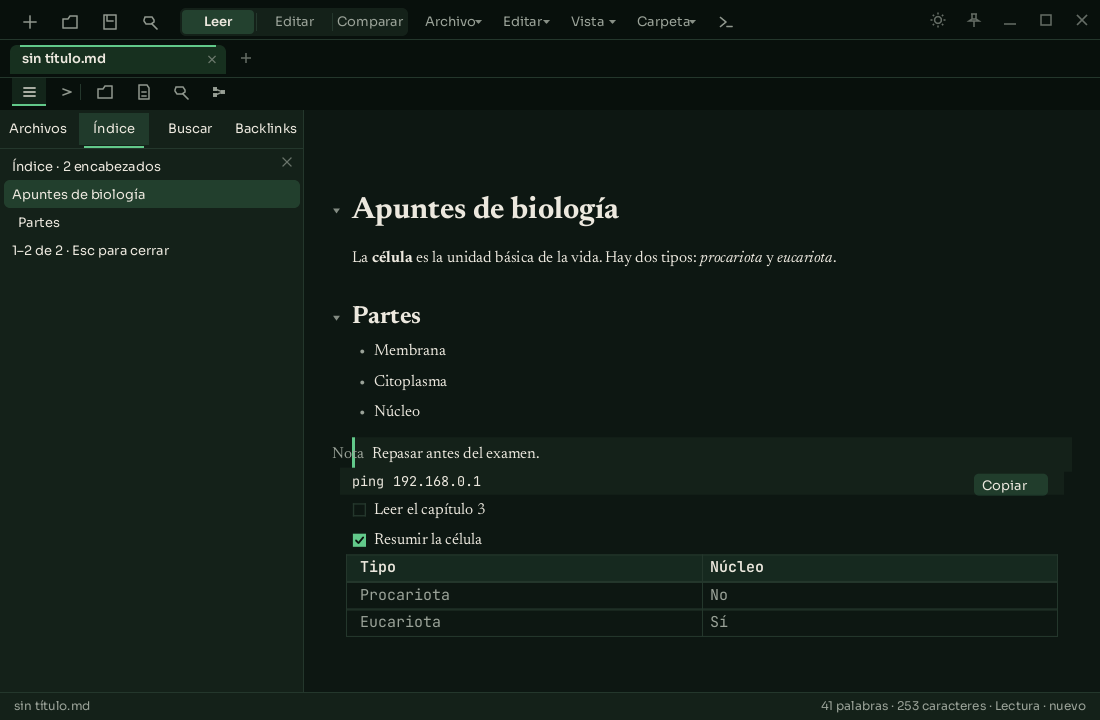 Leer Editar Comparar Archivo Editar Vista Carpeta
sin título.md
Archivos Índice Buscar Backlinks
Índice · 2 encabezados
Apuntes de biología
Partes
1–2 de 2 · Esc para cerrar
Apuntes de biología
La célula es la unidad básica de la vida. Hay dos tipos: procariota y eucariota.
Partes
• Membrana
• Citoplasma
• Núcleo
Nota Repasar antes del examen.
ping 192.168.0.1 Copiar
Leer el capítulo 3
Resumir la célula
Tipo Núcleo
Procariota No
Eucariota Sí
sin título.md 41 palabras · 253 caracteres · Lectura · nuevo